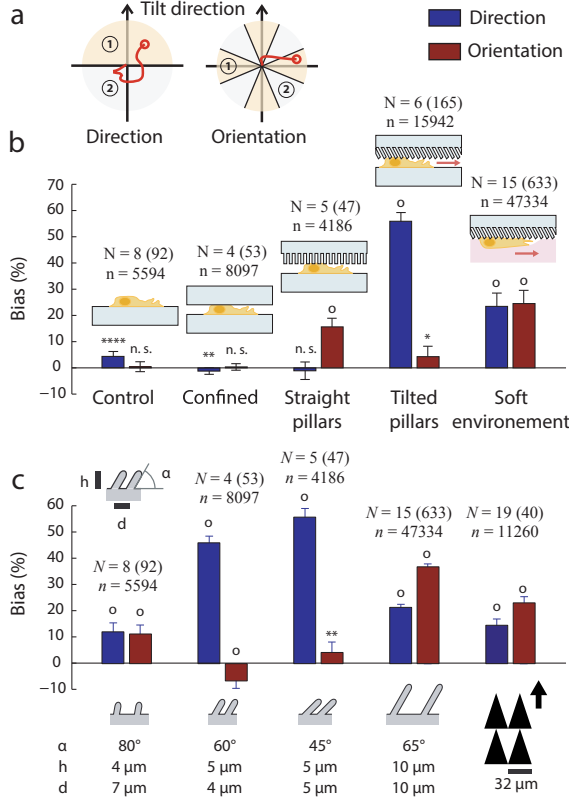 a
Tilt direction
1
2
1
2
Direction
Orientation
Direction
Orientation
b
Bias (%)
70
60
50
40
30
20
10
0
−10
N = 8 (92)
n = 5594
N = 4 (53)
n = 8097
N = 5 (47)
n = 4186
N = 6 (165)
n = 15942
N = 15 (633)
n = 47334
**** n. s.
** n. s.
n. s. o
o *
o o
Control
Confined
Straight pillars
Tilted pillars
Soft environement
c
h
α
d
Bias (%)
60
50
40
30
20
10
0
−10
N = 8 (92)
n = 5594
N = 4 (53)
n = 8097
N = 5 (47)
n = 4186
N = 15 (633)
n = 47334
N = 19 (40)
n = 11260
o o
o o
o **
o o
o o
α 80° 60° 45° 65°
h 4 μm 5 μm 5 μm 10 μm
d 7 μm 4 μm 5 μm 10 μm
32 μm